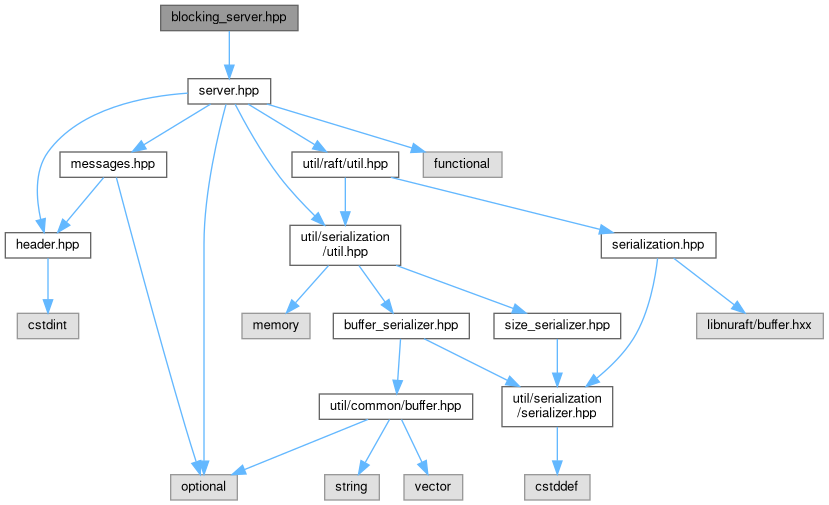 blocking_server.hpp
server.hpp
messages.hpp
util/raft/util.hpp
functional
header.hpp
util/serialization
/util.hpp
serialization.hpp
cstdint
memory
buffer_serializer.hpp
size_serializer.hpp
libnuraft/buffer.hxx
util/common/buffer.hpp
util/serialization
/serializer.hpp
optional
string
vector
cstddef